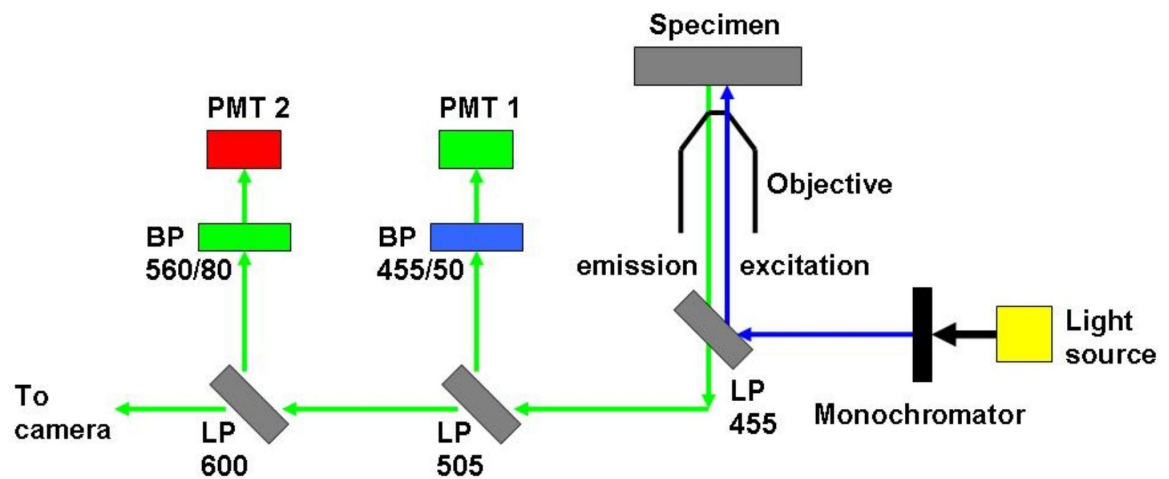 Specimen
PMT 2
PMT 1
Objective
BP
560/80
BP
455/50
emission
excitation
Light
source
LP
455
Monochromator
To
camera
LP
600
LP
505